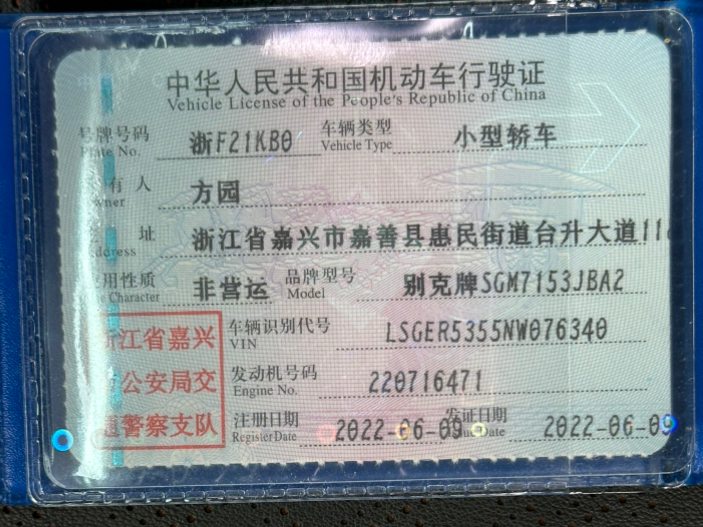 中华人民共和国机动车行驶证
Vehicle License of the People's Republic of China
号牌号码 浙F21KB0 车辆类型 小型轿车
Plate No. Vehicle Type
有人 方园
址 浙江省嘉兴市嘉善县惠民街道台升大道11
用性质 非营运 品牌型号 别克牌SGM7153JBA2
Character Model
浙江省嘉兴 车辆识别代号 LSGER5355NW076340
VIN
公安局交 发动机号码 220716471
Engine No.
警察支队 注册日期 2022-06-09 发证日期 2022-06-09
Register Date Date